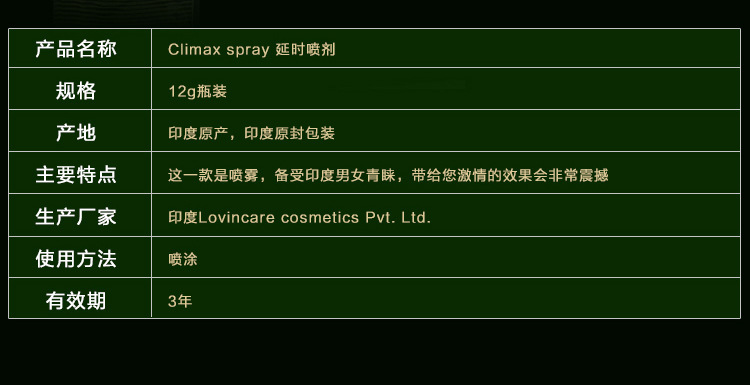 产品名称 Climax spray 延时喷剂
规格 12g瓶装
产地 印度原产，印度原封包装
主要特点 这一款是喷雾，备受印度男女青睐，带给您激情的效果会非常震撼
生产厂家 印度Lovincare cosmetics Pvt. Ltd.
使用方法 喷涂
有效期 3年